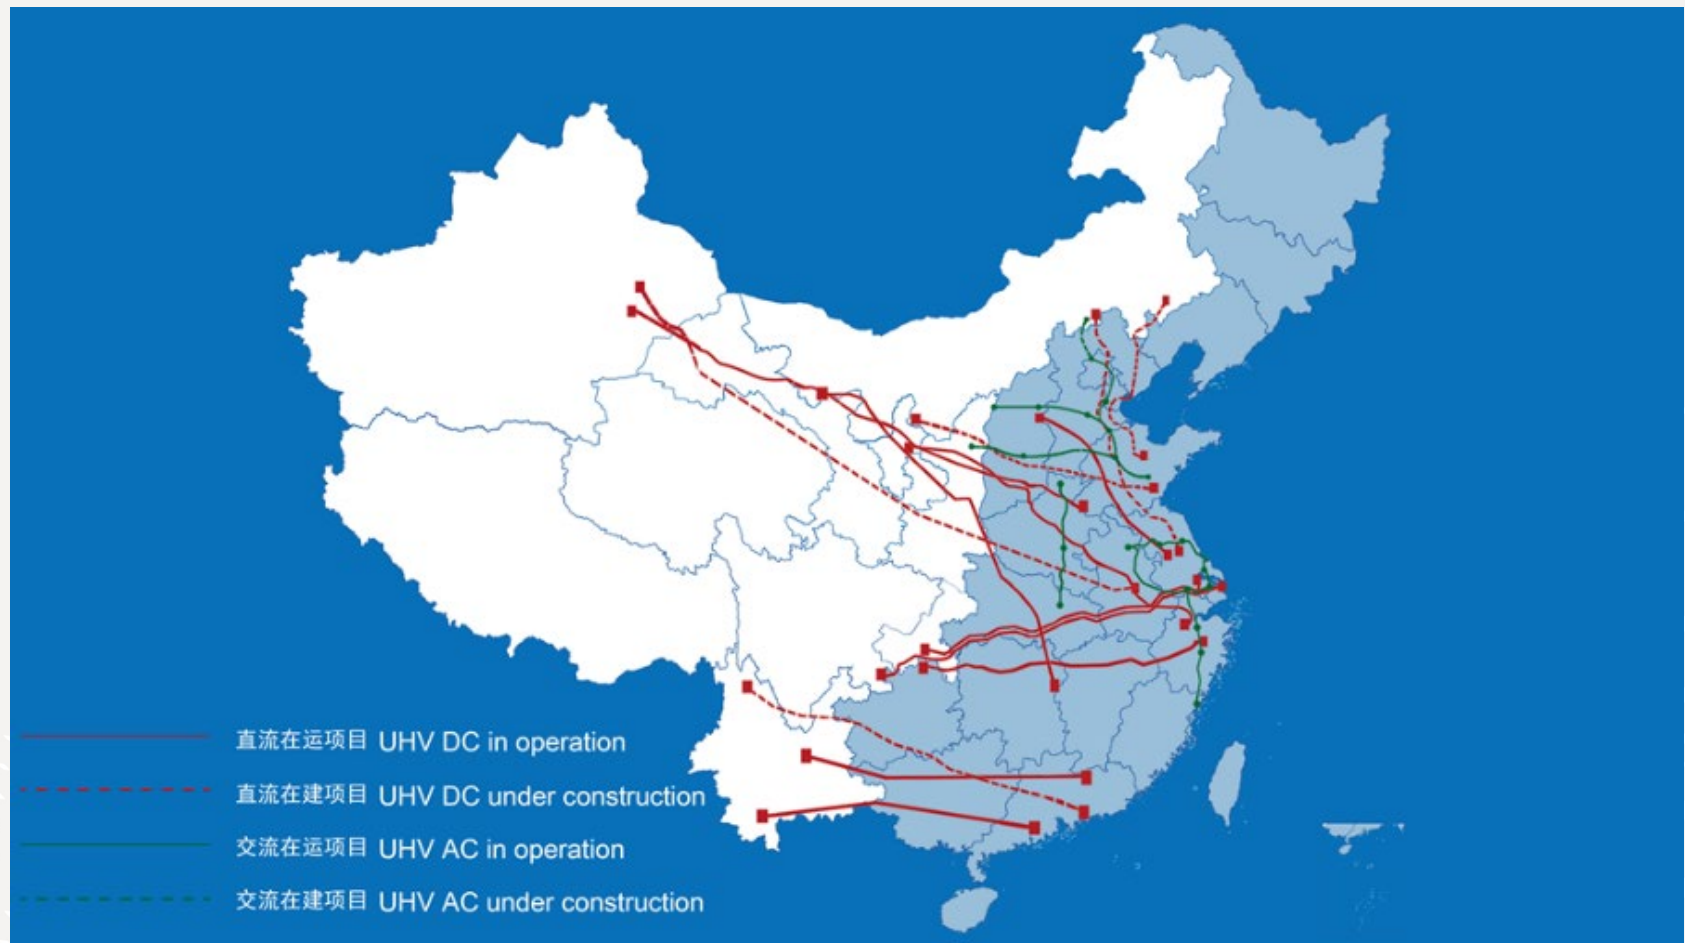 直流在运项目 UHV DC in operation
直流在建项目 UHV DC under construction
交流在运项目 UHV AC in operation
交流在建项目 UHV AC under construction